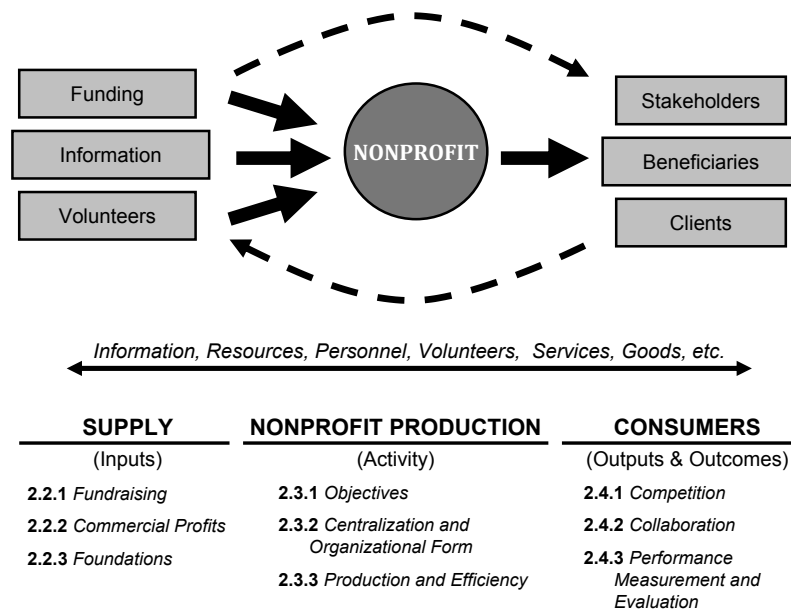 Funding
Information
Volunteers
NONPROFIT
Stakeholders
Beneficiaries
Clients
Information, Resources, Personnel, Volunteers, Services, Goods, etc.
SUPPLY
(Inputs)
2.2.1 Fundraising
2.2.2 Commercial Profits
2.2.3 Foundations
NONPROFIT PRODUCTION
(Activity)
2.3.1 Objectives
2.3.2 Centralization and
Organizational Form
2.3.3 Production and Efficiency
CONSUMERS
(Outputs & Outcomes)
2.4.1 Competition
2.4.2 Collaboration
2.4.3 Performance
Measurement and
Evaluation